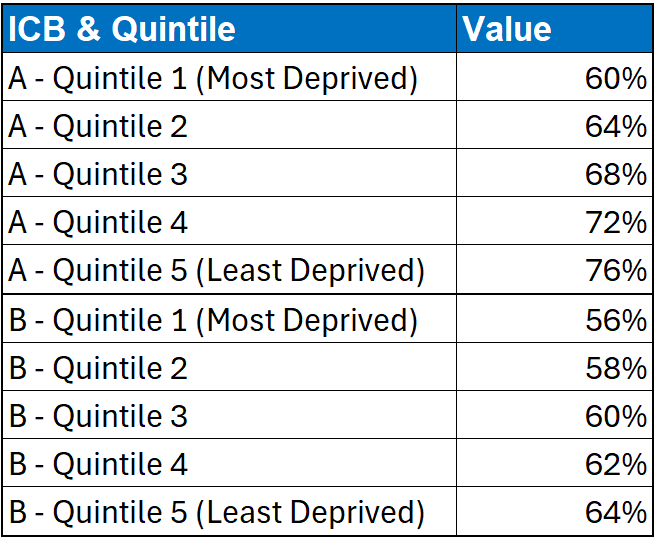 ICB & Quintile Value
A - Quintile 1 (Most Deprived) 60%
A - Quintile 2 64%
A - Quintile 3 68%
A - Quintile 4 72%
A - Quintile 5 (Least Deprived) 76%
B - Quintile 1 (Most Deprived) 56%
B - Quintile 2 58%
B - Quintile 3 60%
B - Quintile 4 62%
B - Quintile 5 (Least Deprived) 64%